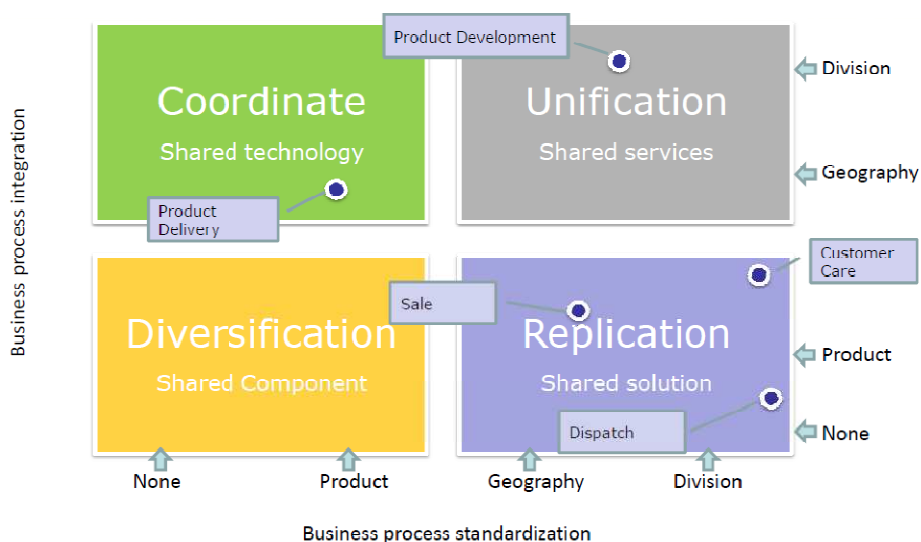 Product Development
Coordinate
Shared technology
Unification
Shared services
Division
Geography
Product
Delivery
Business process integration
Customer
Care
Sale
Diversification
Shared Component
Replication
Shared solution
Product
Dispatch
None
None
Product
Geography
Division
Business process standardization